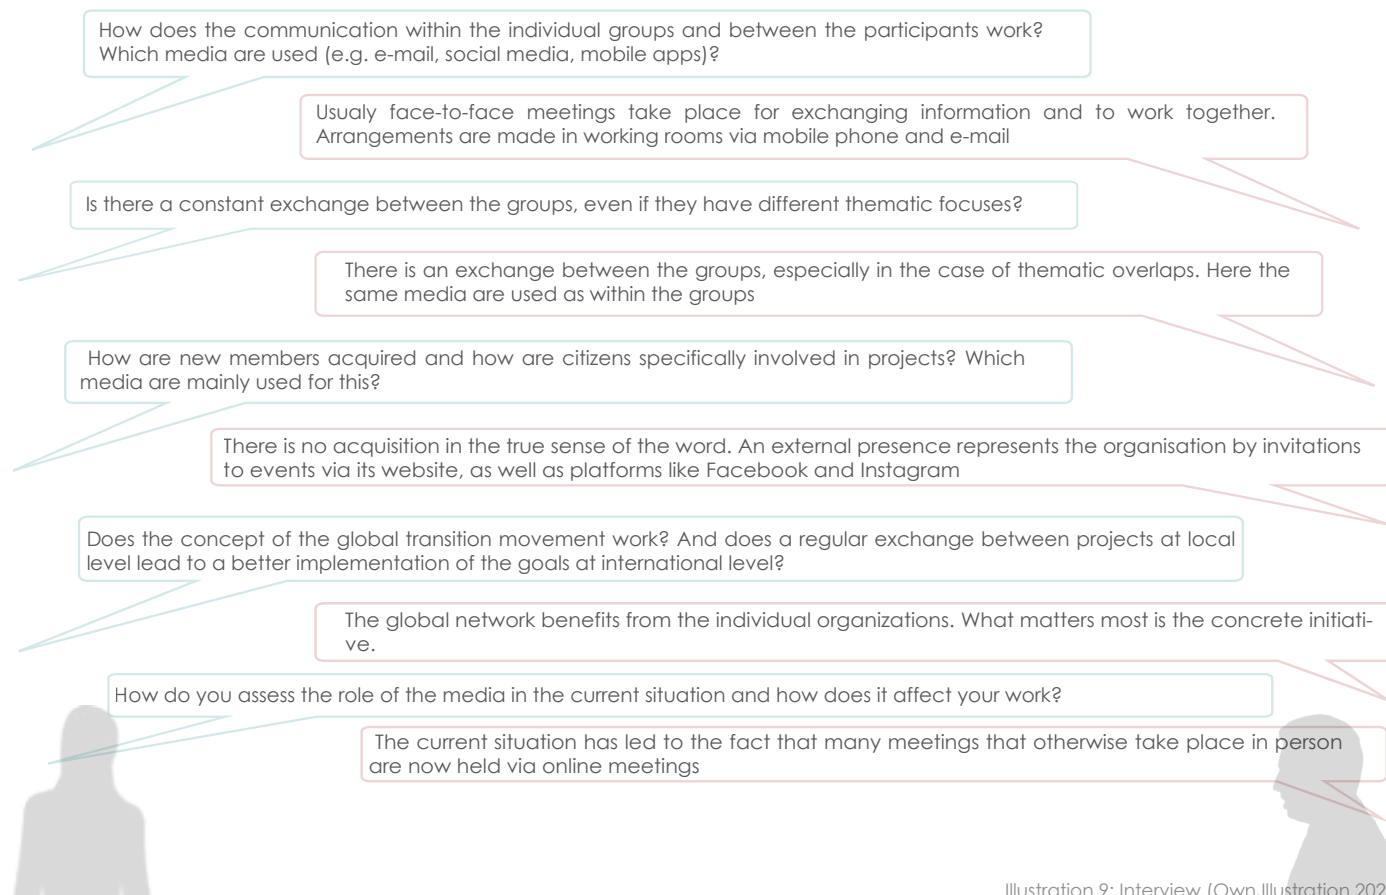 How does the communication within the individual groups and between the participants work?
Which media are used (e.g. e-mail, social media, mobile apps)?
Usualy face-to-face meetings take place for exchanging information and to work together.
Arrangements are made in working rooms via mobile phone and e-mail
Is there a constant exchange between the groups, even if they have different thematic focuses?
There is an exchange between the groups, especially in the case of thematic overlaps. Here the
same media are used as within the groups
How are new members acquired and how are citizens specifically involved in projects? Which
media are mainly used for this?
There is no acquisition in the true sense of the word. An external presence represents the organisation by invitations
to events via its website, as well as platforms like Facebook and Instagram
Does the concept of the global transition movement work? And does a regular exchange between projects at local
level lead to a better implementation of the goals at international level?
The global network benefits from the individual organizations. What matters most is the concrete initiati-
ve.
How do you assess the role of the media in the current situation and how does it affect your work?
The current situation has led to the fact that many meetings that otherwise take place in person
are now held via online meetings
Illustration 9: Interview (Own Illustration 202